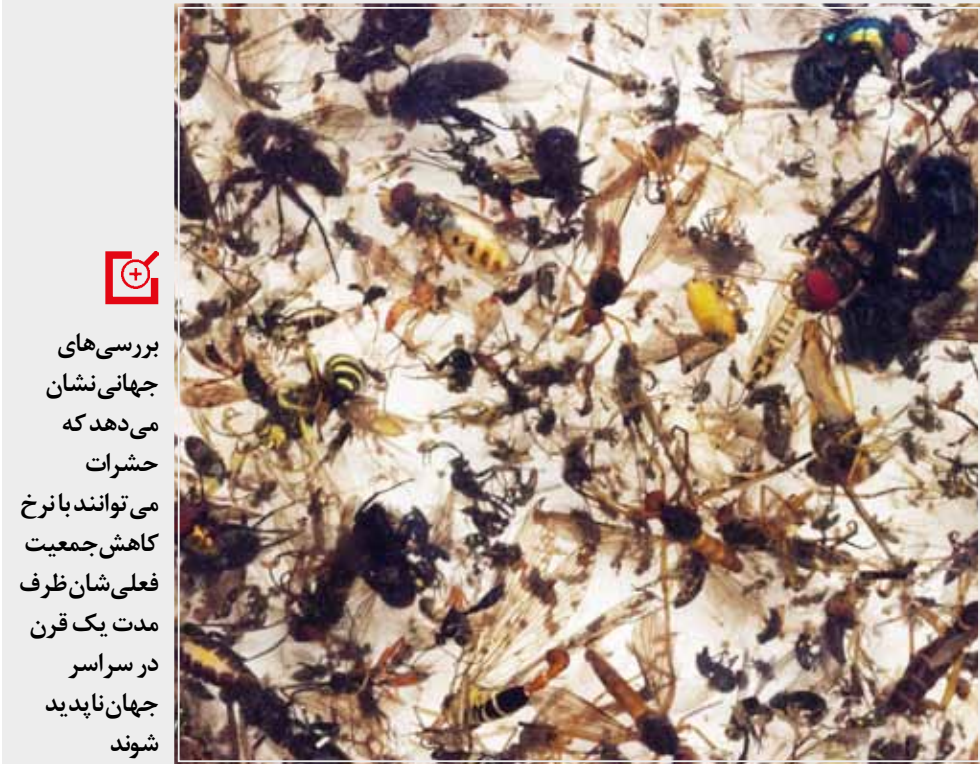 بررسی‌های
جهانی نشان
می‌دهد که
حشرات
می‌توانند با نرخ
کاهش جمعیت
فعلی‌شان ظرف
مدت یک قرن
در سراسر
جهان ناپدید
شوند